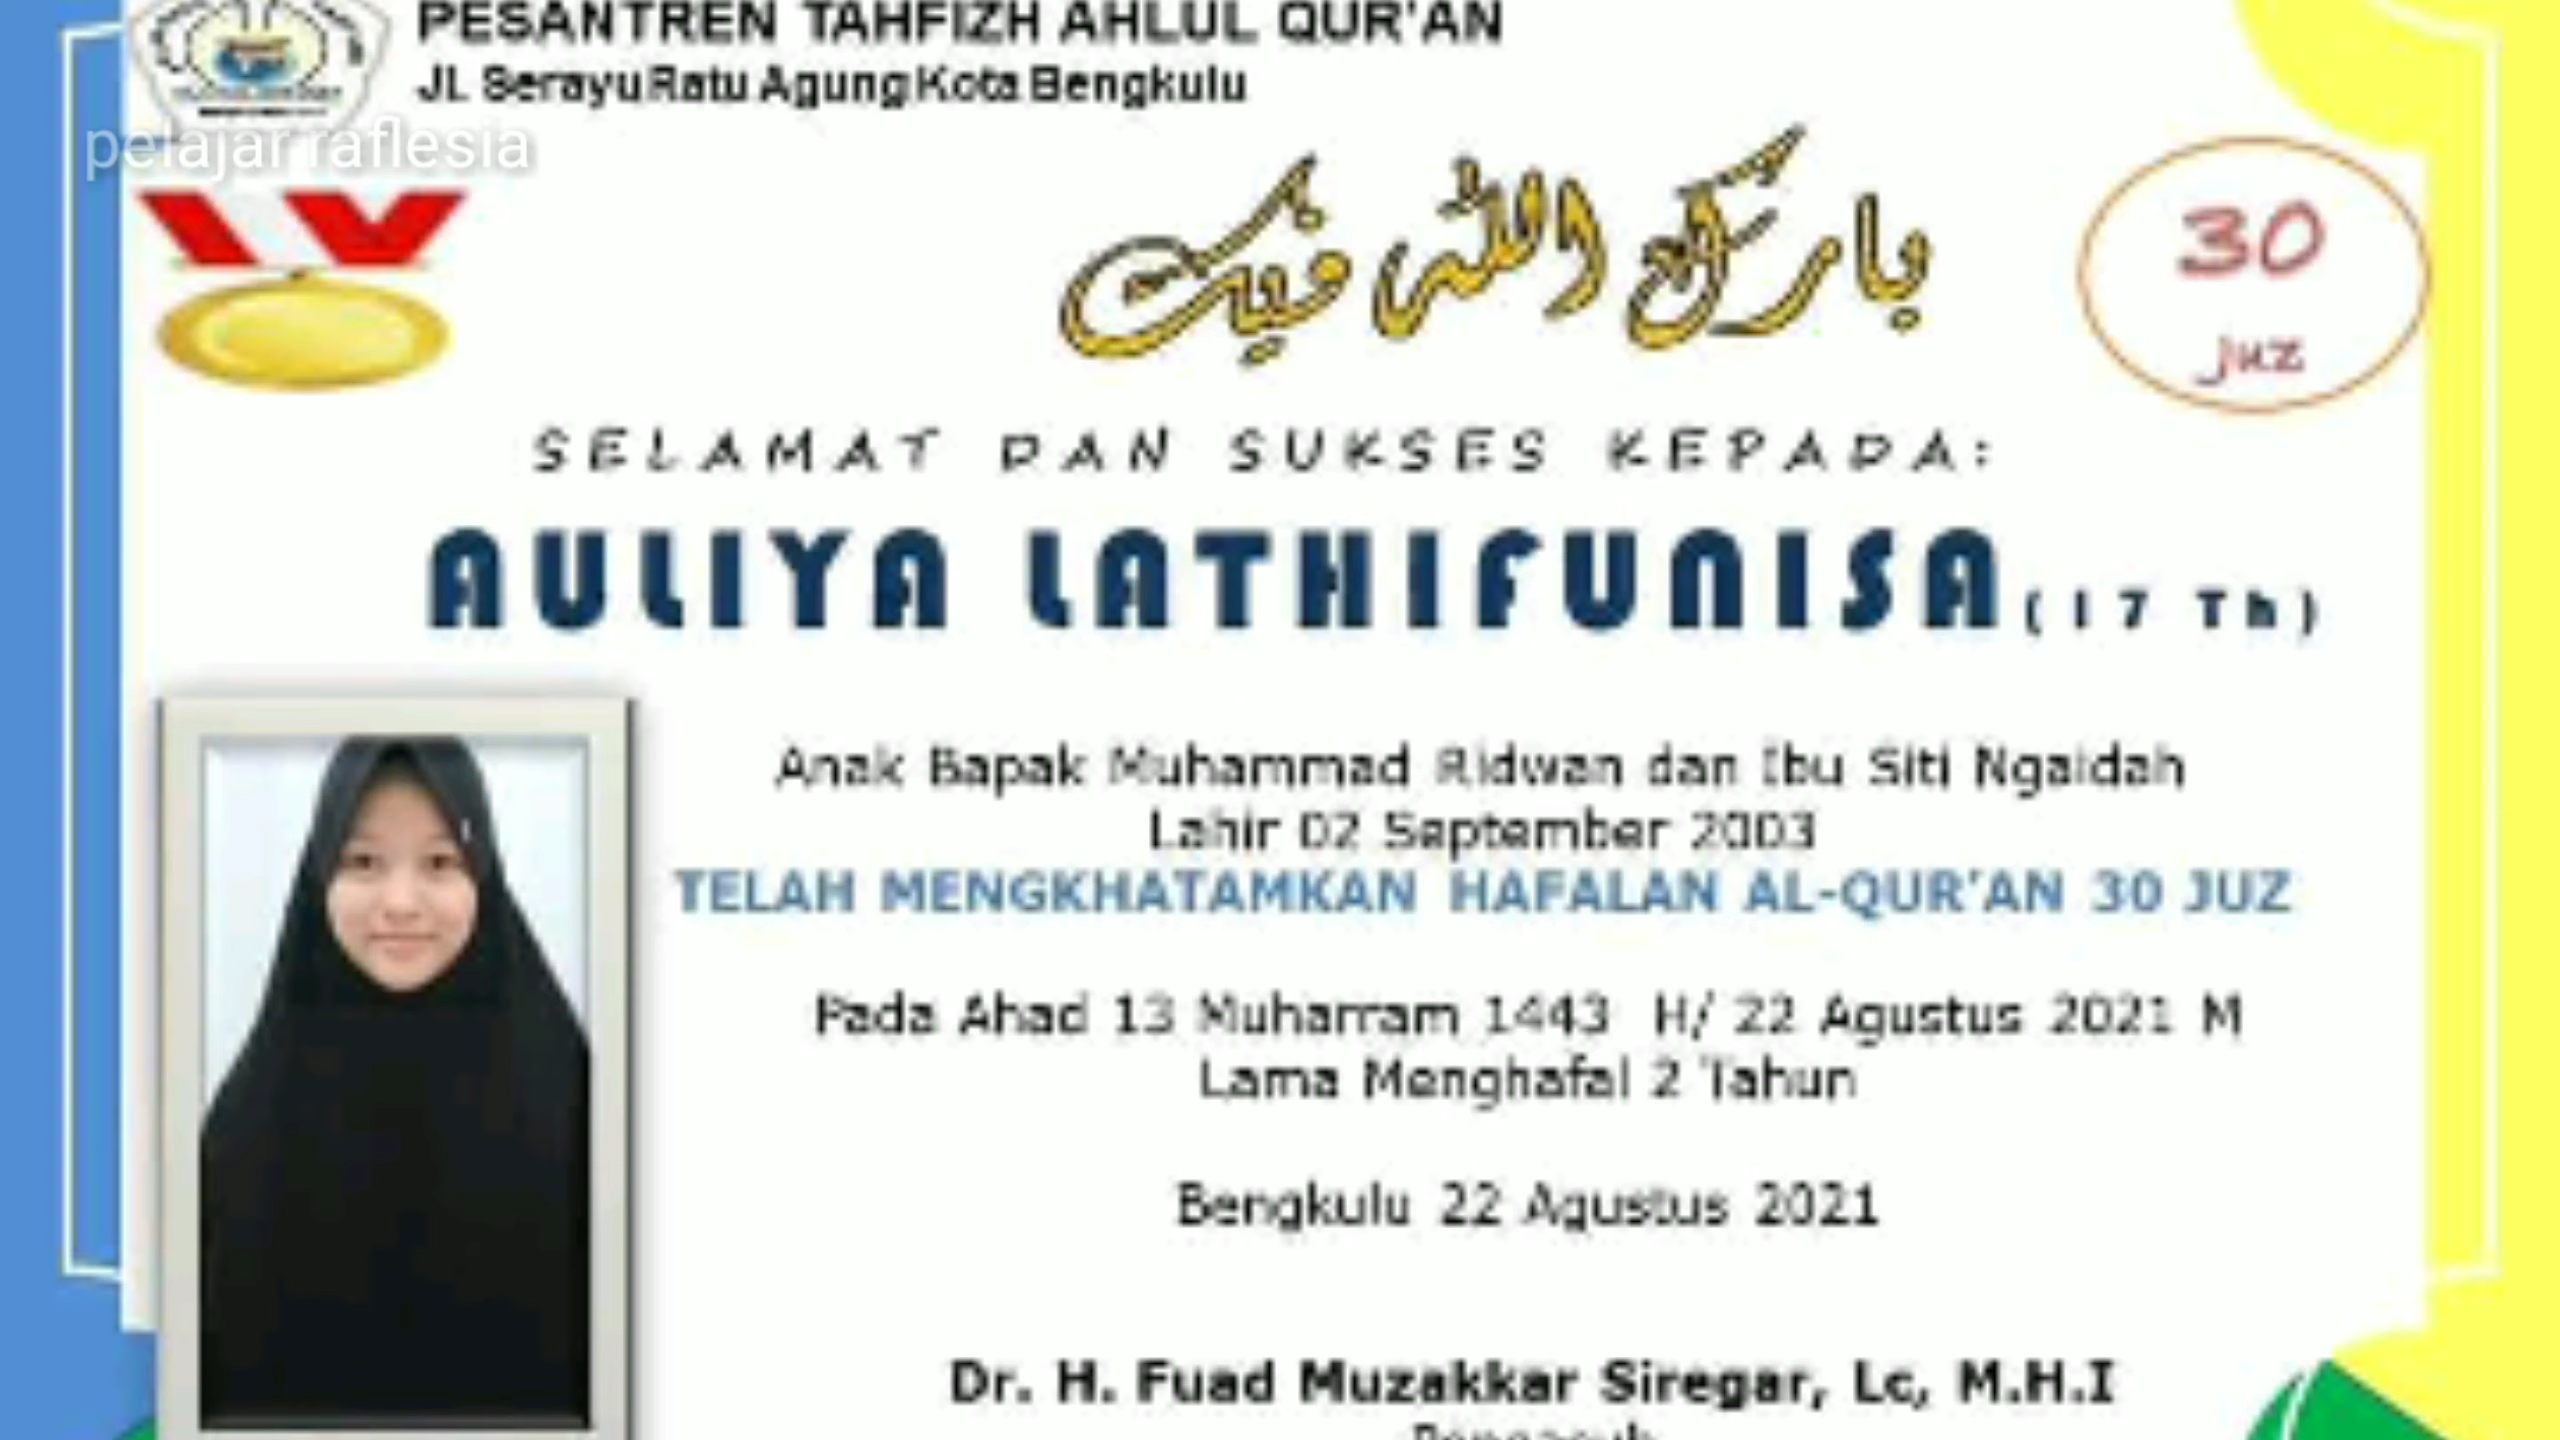 PESANTREN TAHFIZH AHLUL QUR'AN
Jl. Serayu Ratu Agung Kota Bengkulu
pelajar raflesia
بارك الله فيك
30
juz
SELAMAT DAN SUKSES KEPADA:
AULIYA LATHIFUNISA (17 Th)
Anak Bapak Muhammad Ridwan dan Ibu Siti Ngaidah
Lahir 02 September 2003
TELAH MENGKHATAMKAN HAFALAN AL-QUR'AN 30 JUZ
Pada Ahad 13 Muharram 1443 H/ 22 Agustus 2021 M
Lama Menghafal 2 Tahun
Bengkulu 22 Agustus 2021
Dr. H. Fuad Muzakkar Siregar, Lc, M.H.I